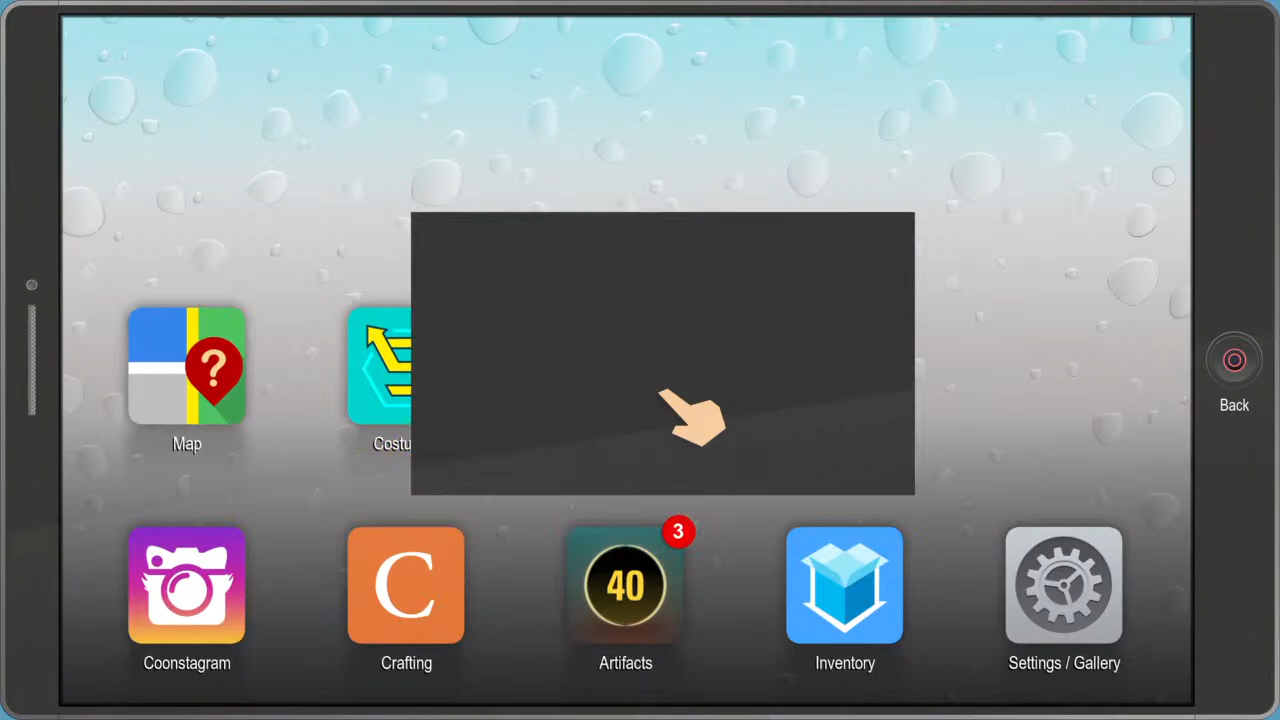 ?
Map
Costu
Back
3
C
40
Coonstagram
Crafting
Artifacts
Inventory
Settings / Gallery